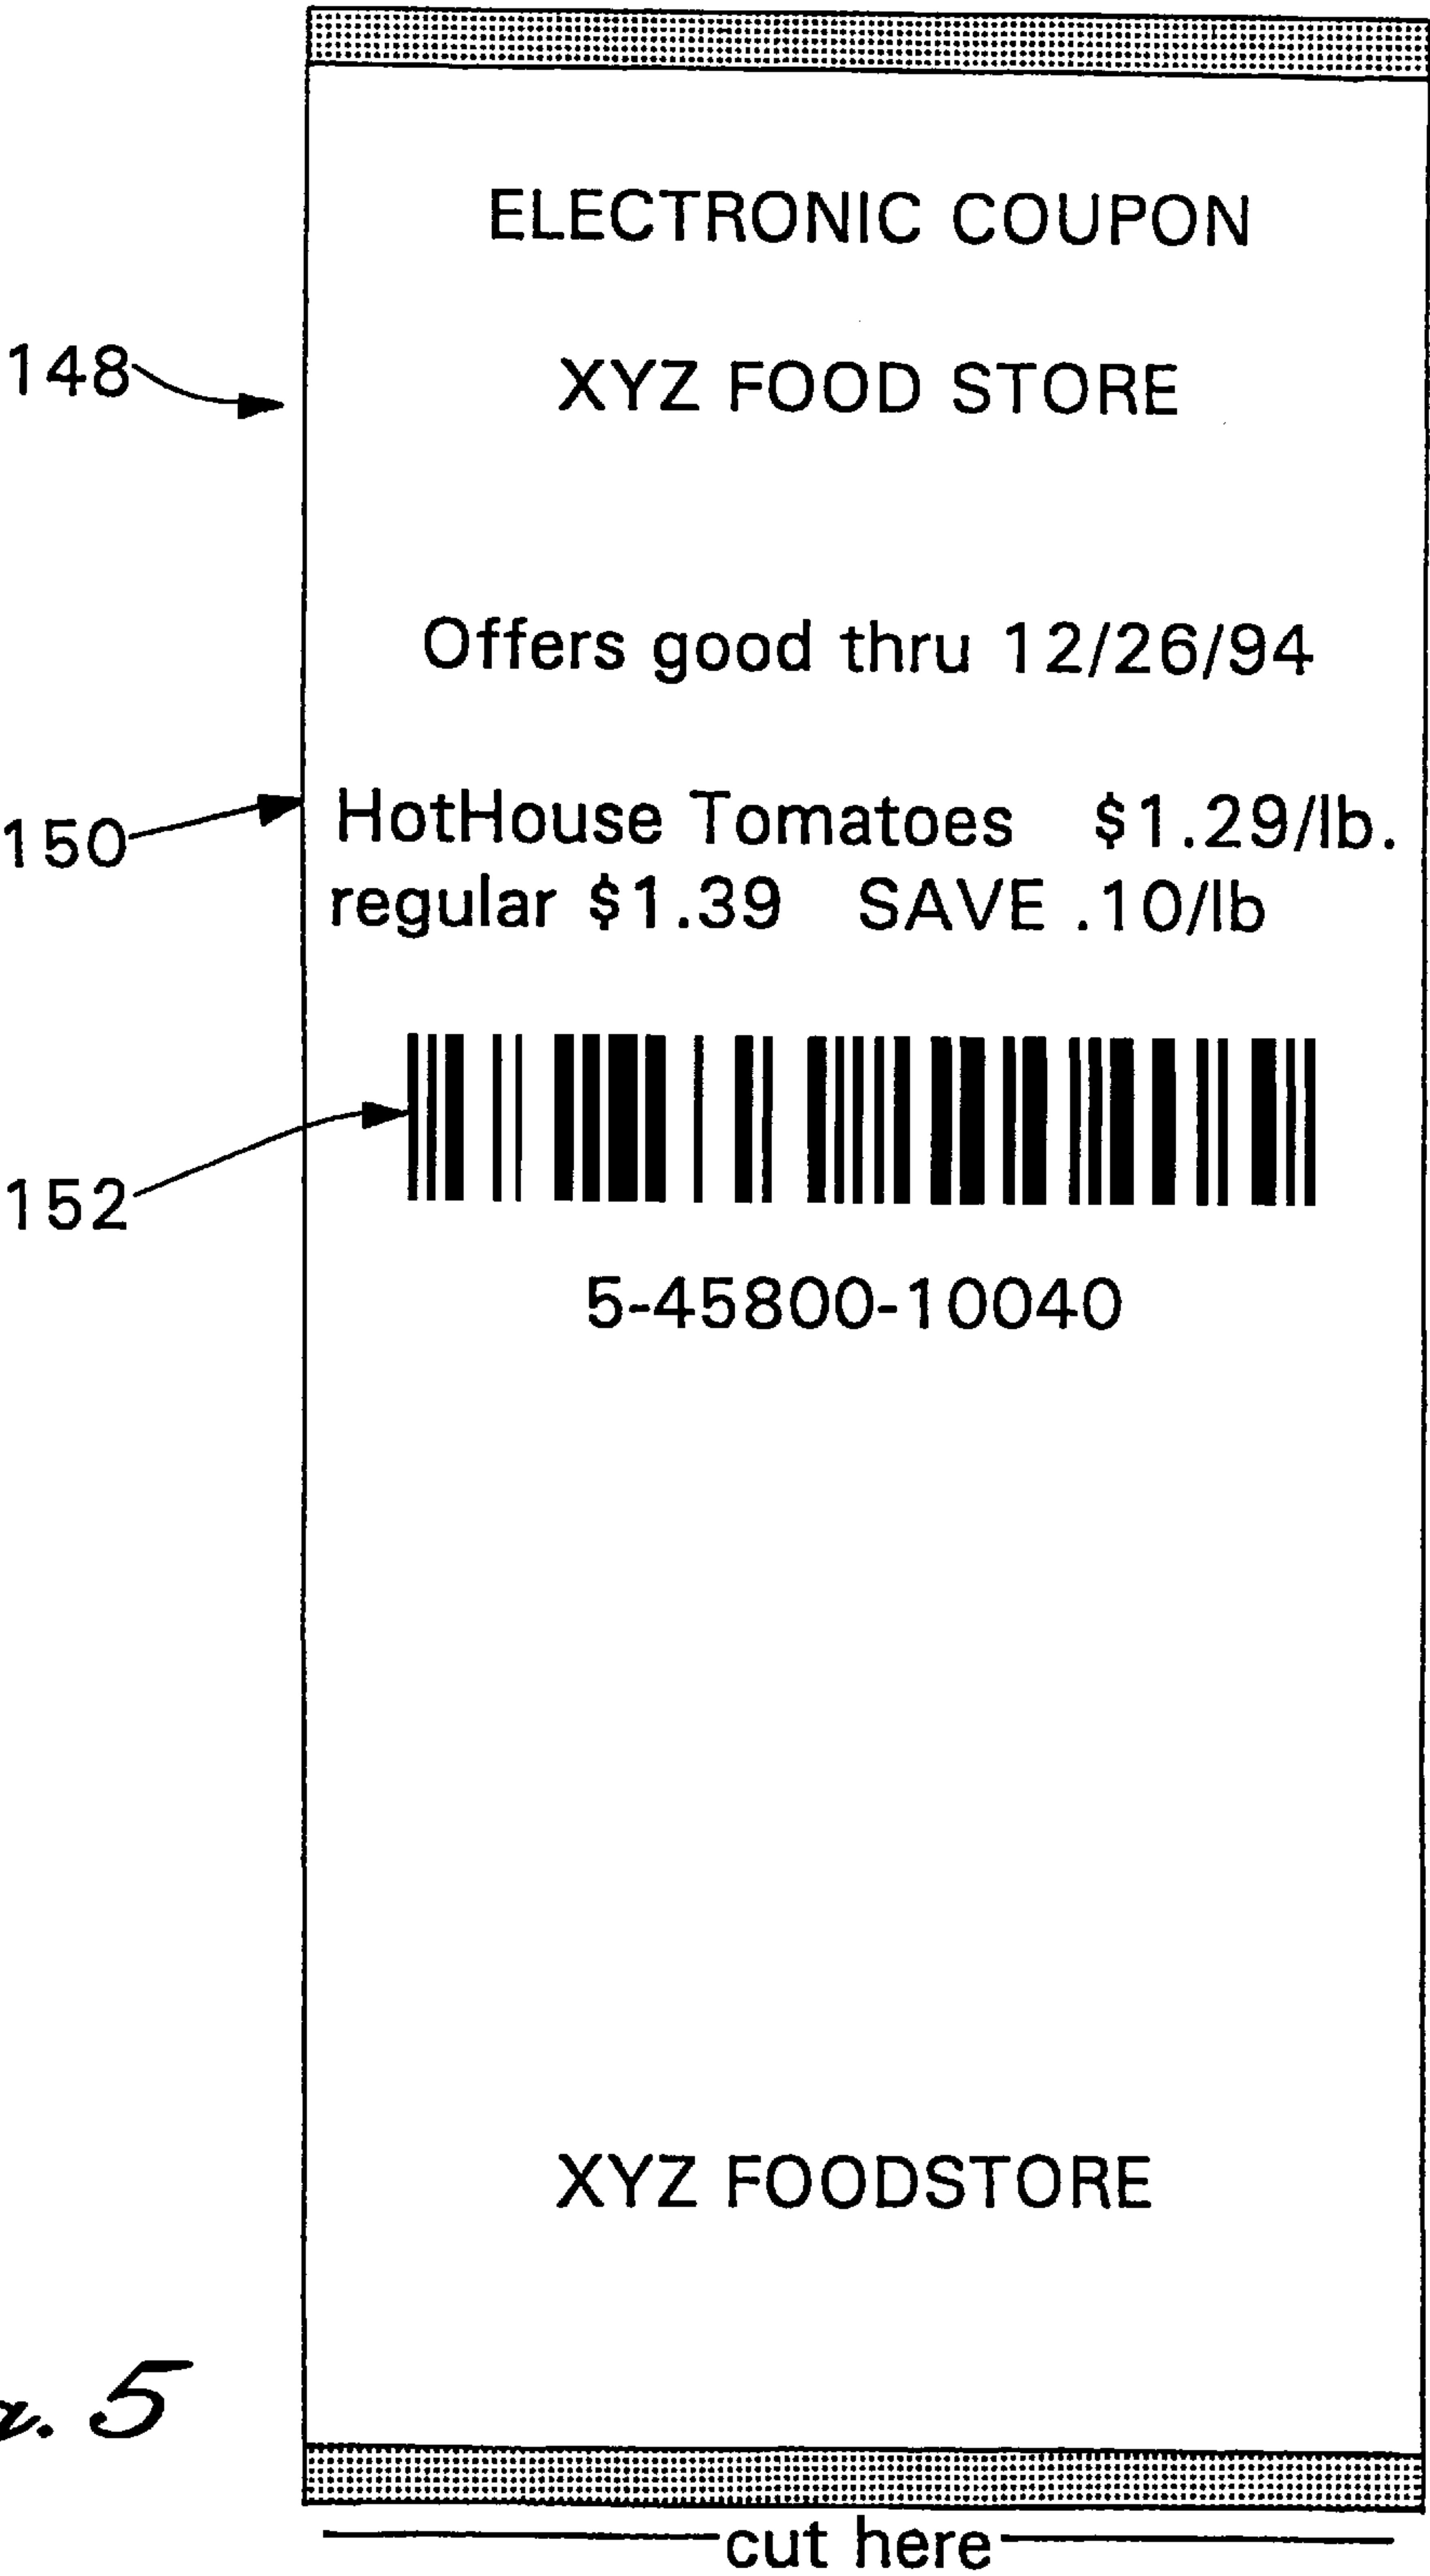 ELECTRONIC COUPON
148
XYZ FOOD STORE
Offers good thru 12/26/94
150
HotHouse Tomatoes $1.29/lb.
regular $1.39 SAVE .10/lb
152
5-45800-10040
XYZ FOODSTORE
5
cut here